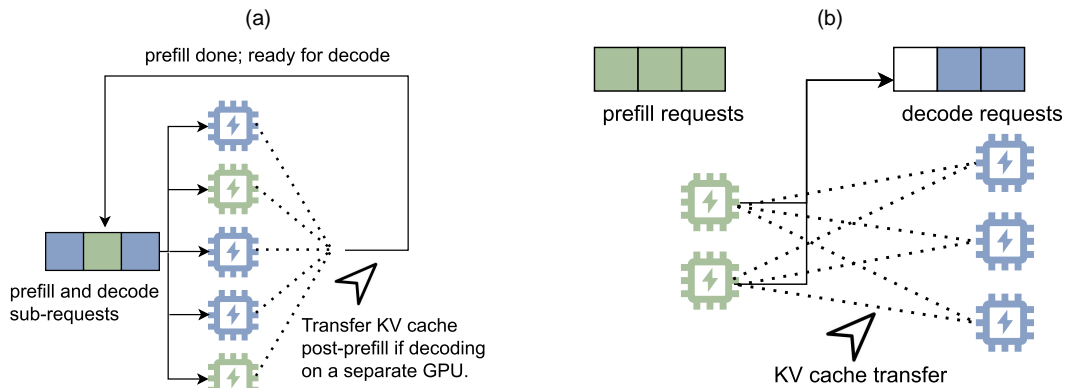 (a)
prefill done; ready for decode
prefill and decode
sub-requests
Transfer KV cache
post-prefill if decoding
on a separate GPU.
(b)
prefill requests
decode requests
KV cache transfer